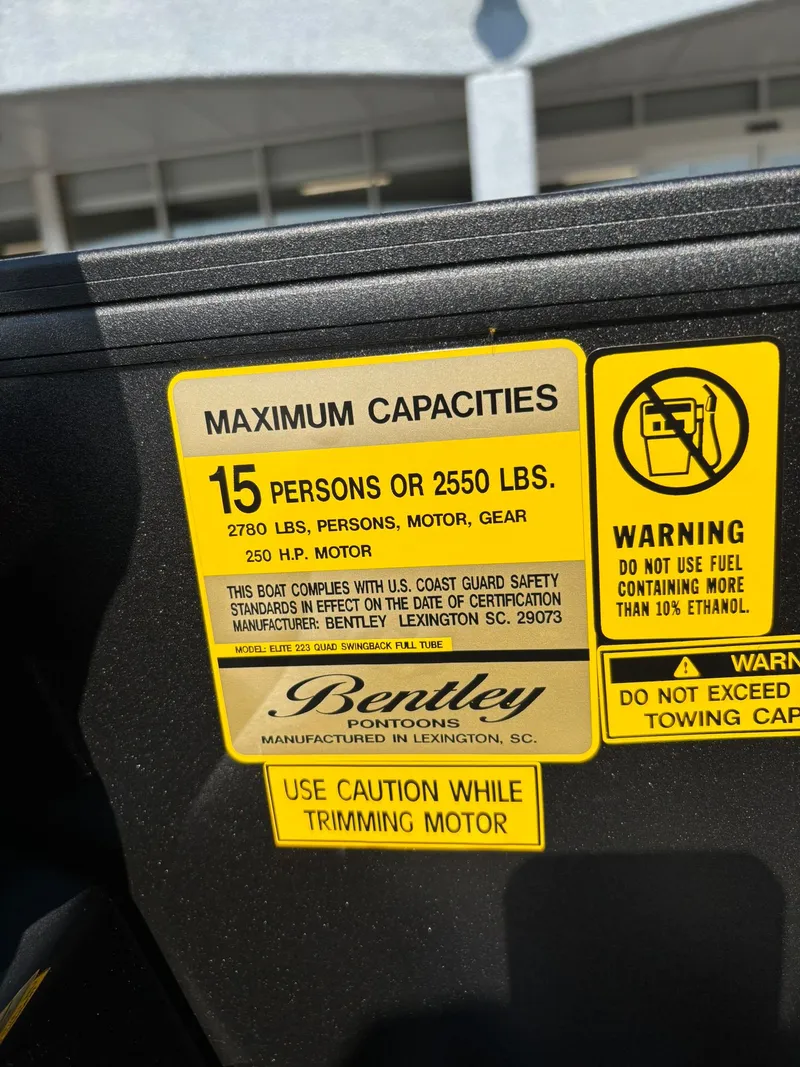 MAXIMUM CAPACITIES
15 PERSONS OR 2550 LBS.
2780 LBS, PERSONS, MOTOR, GEAR
250 H.P. MOTOR
THIS BOAT COMPLIES WITH U.S. COAST GUARD SAFETY
STANDARDS IN EFFECT ON THE DATE OF CERTIFICATION
MANUFACTURER: BENTLEY LEXINGTON SC. 29073
MODEL: ELITE 223 QUAD SWINGBACK FULL TUBE
Bentley
PONTOONS
MANUFACTURED IN LEXINGTON, SC.
USE CAUTION WHILE
TRIMMING MOTOR
WARNING
DO NOT USE FUEL
CONTAINING MORE
THAN 10% ETHANOL.
WARN
DO NOT EXCEED
TOWING CAP